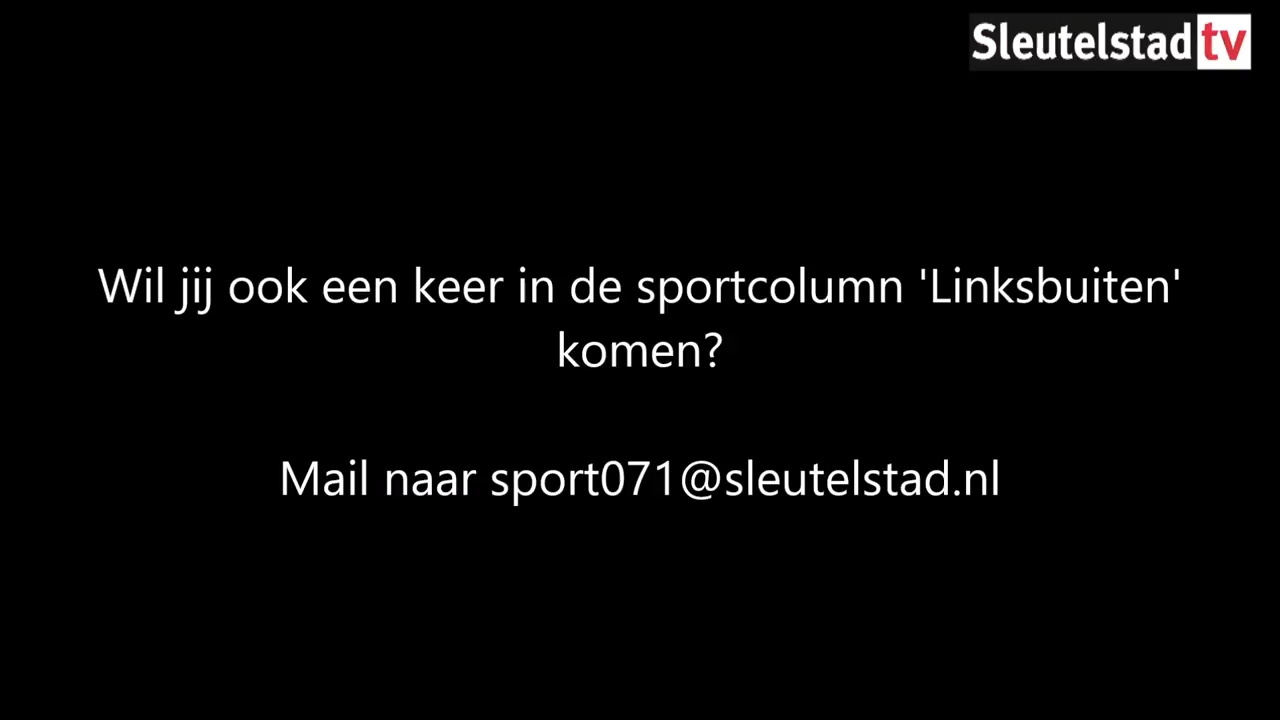 Sleutelstad tv
Wil jij ook een keer in de sportcolumn 'Linksbuiten'
komen?
Mail naar sport071@sleutelstad.nl